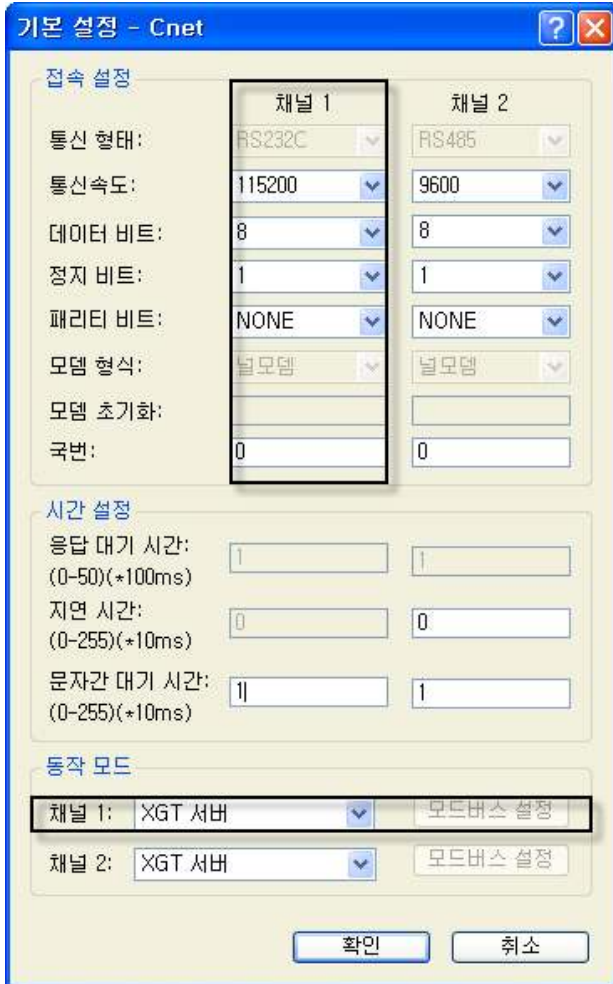 기본 설정 - Cnet
접속 설정
채널 1 채널 2
통신 형태: RS232C RS485
통신속도: 115200 9600
데이터 비트: 8 8
정지 비트: 1 1
패리티 비트: NONE NONE
모뎀 형식: 널모뎀 널모뎀
모뎀 초기화:
국번: 0 0
시간 설정
응답 대기 시간: 1 1
(0-50)(*100ms)
지연 시간: 0 0
(0-255)(*10ms)
문자간 대기 시간: 1 1
(0-255)(*10ms)
동작 모드
채널 1: XGT 서버 모드버스 설정
채널 2: XGT 서버 모드버스 설정
확인 취소